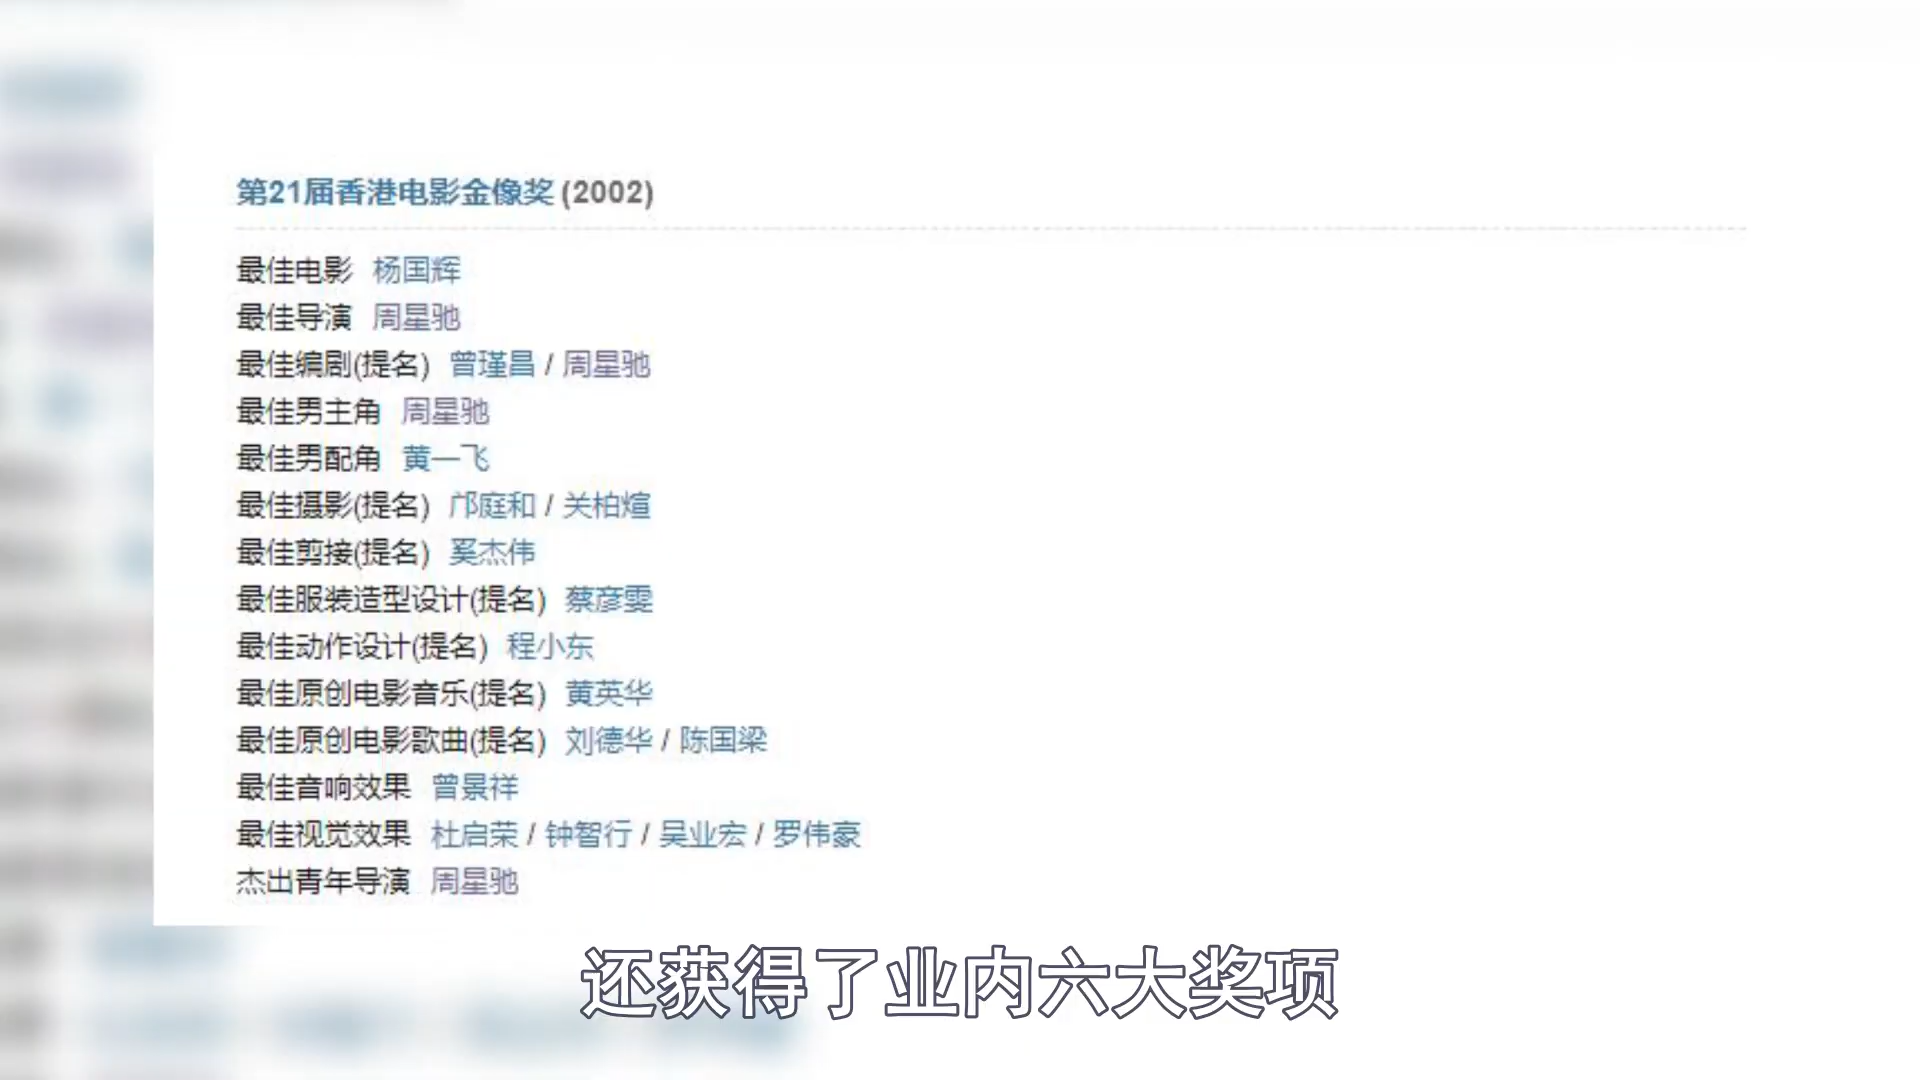 第21届香港电影金像奖 (2002)
最佳电影 杨国辉
最佳导演 周星驰
最佳编剧(提名) 曾瑾昌 / 周星驰
最佳男主角 周星驰
最佳男配角 黄一飞
最佳摄影(提名) 邝庭和 / 关柏煊
最佳剪接(提名) 奚杰伟
最佳服装造型设计(提名) 蔡彦雯
最佳动作设计(提名) 程小东
最佳原创电影音乐(提名) 黄英华
最佳原创电影歌曲(提名) 刘德华 / 陈国梁
最佳音响效果 曾景祥
最佳视觉效果 杜启荣 / 钟智行 / 吴业宏 / 罗伟豪
杰出青年导演 周星驰
还获得了业内六大奖项